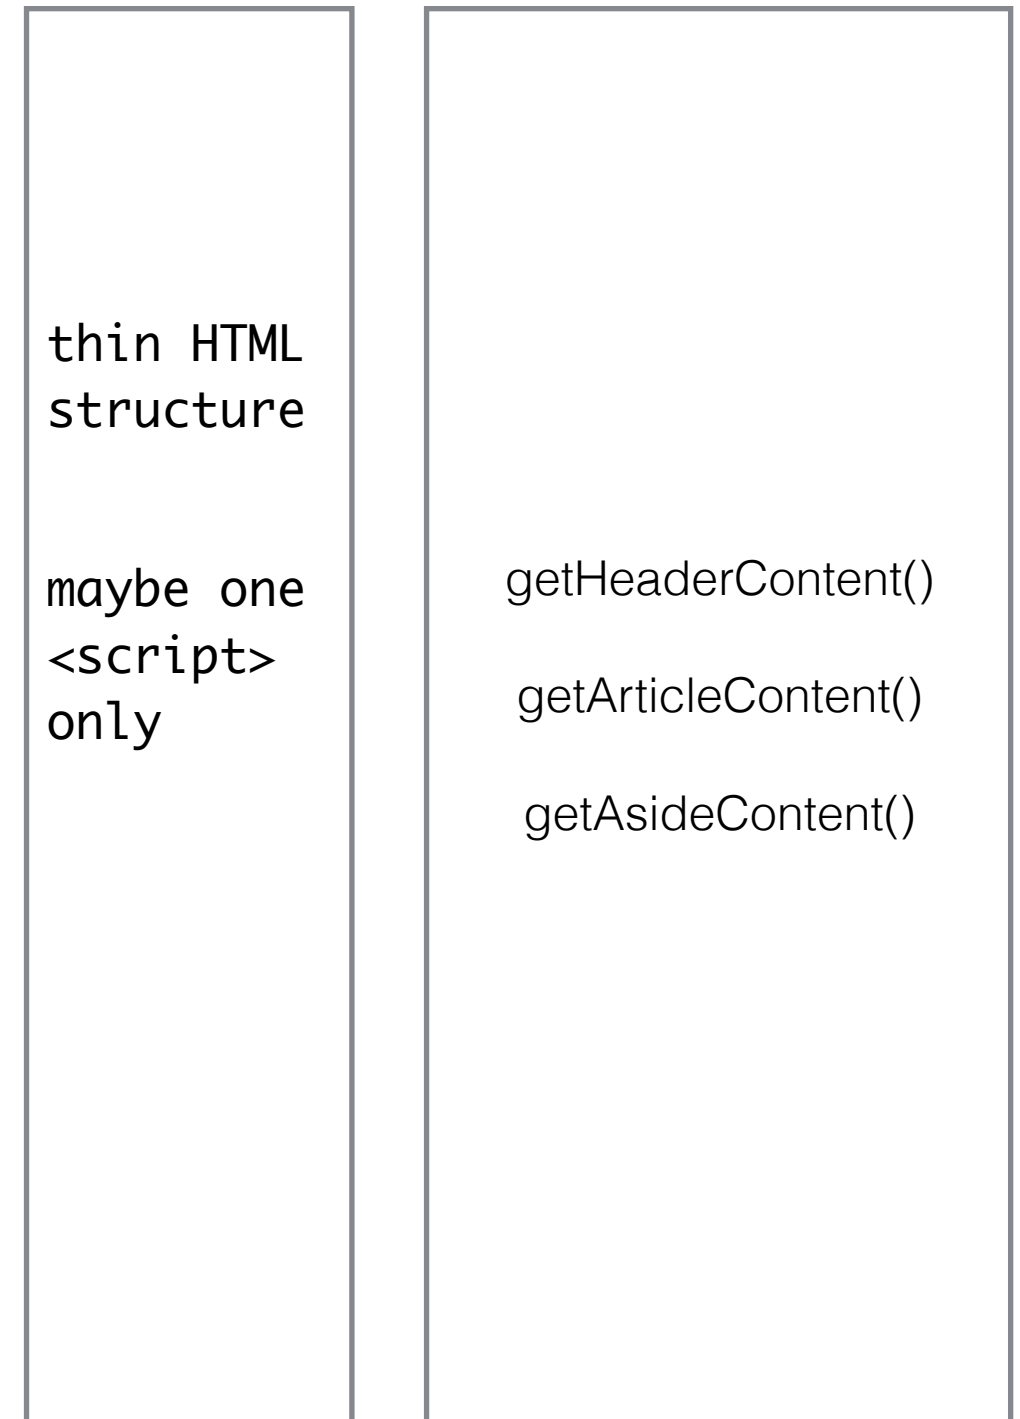 thin HTML
structure
maybe one
<script>
only
getHeaderContent()
getArticleContent()
getAsideContent()